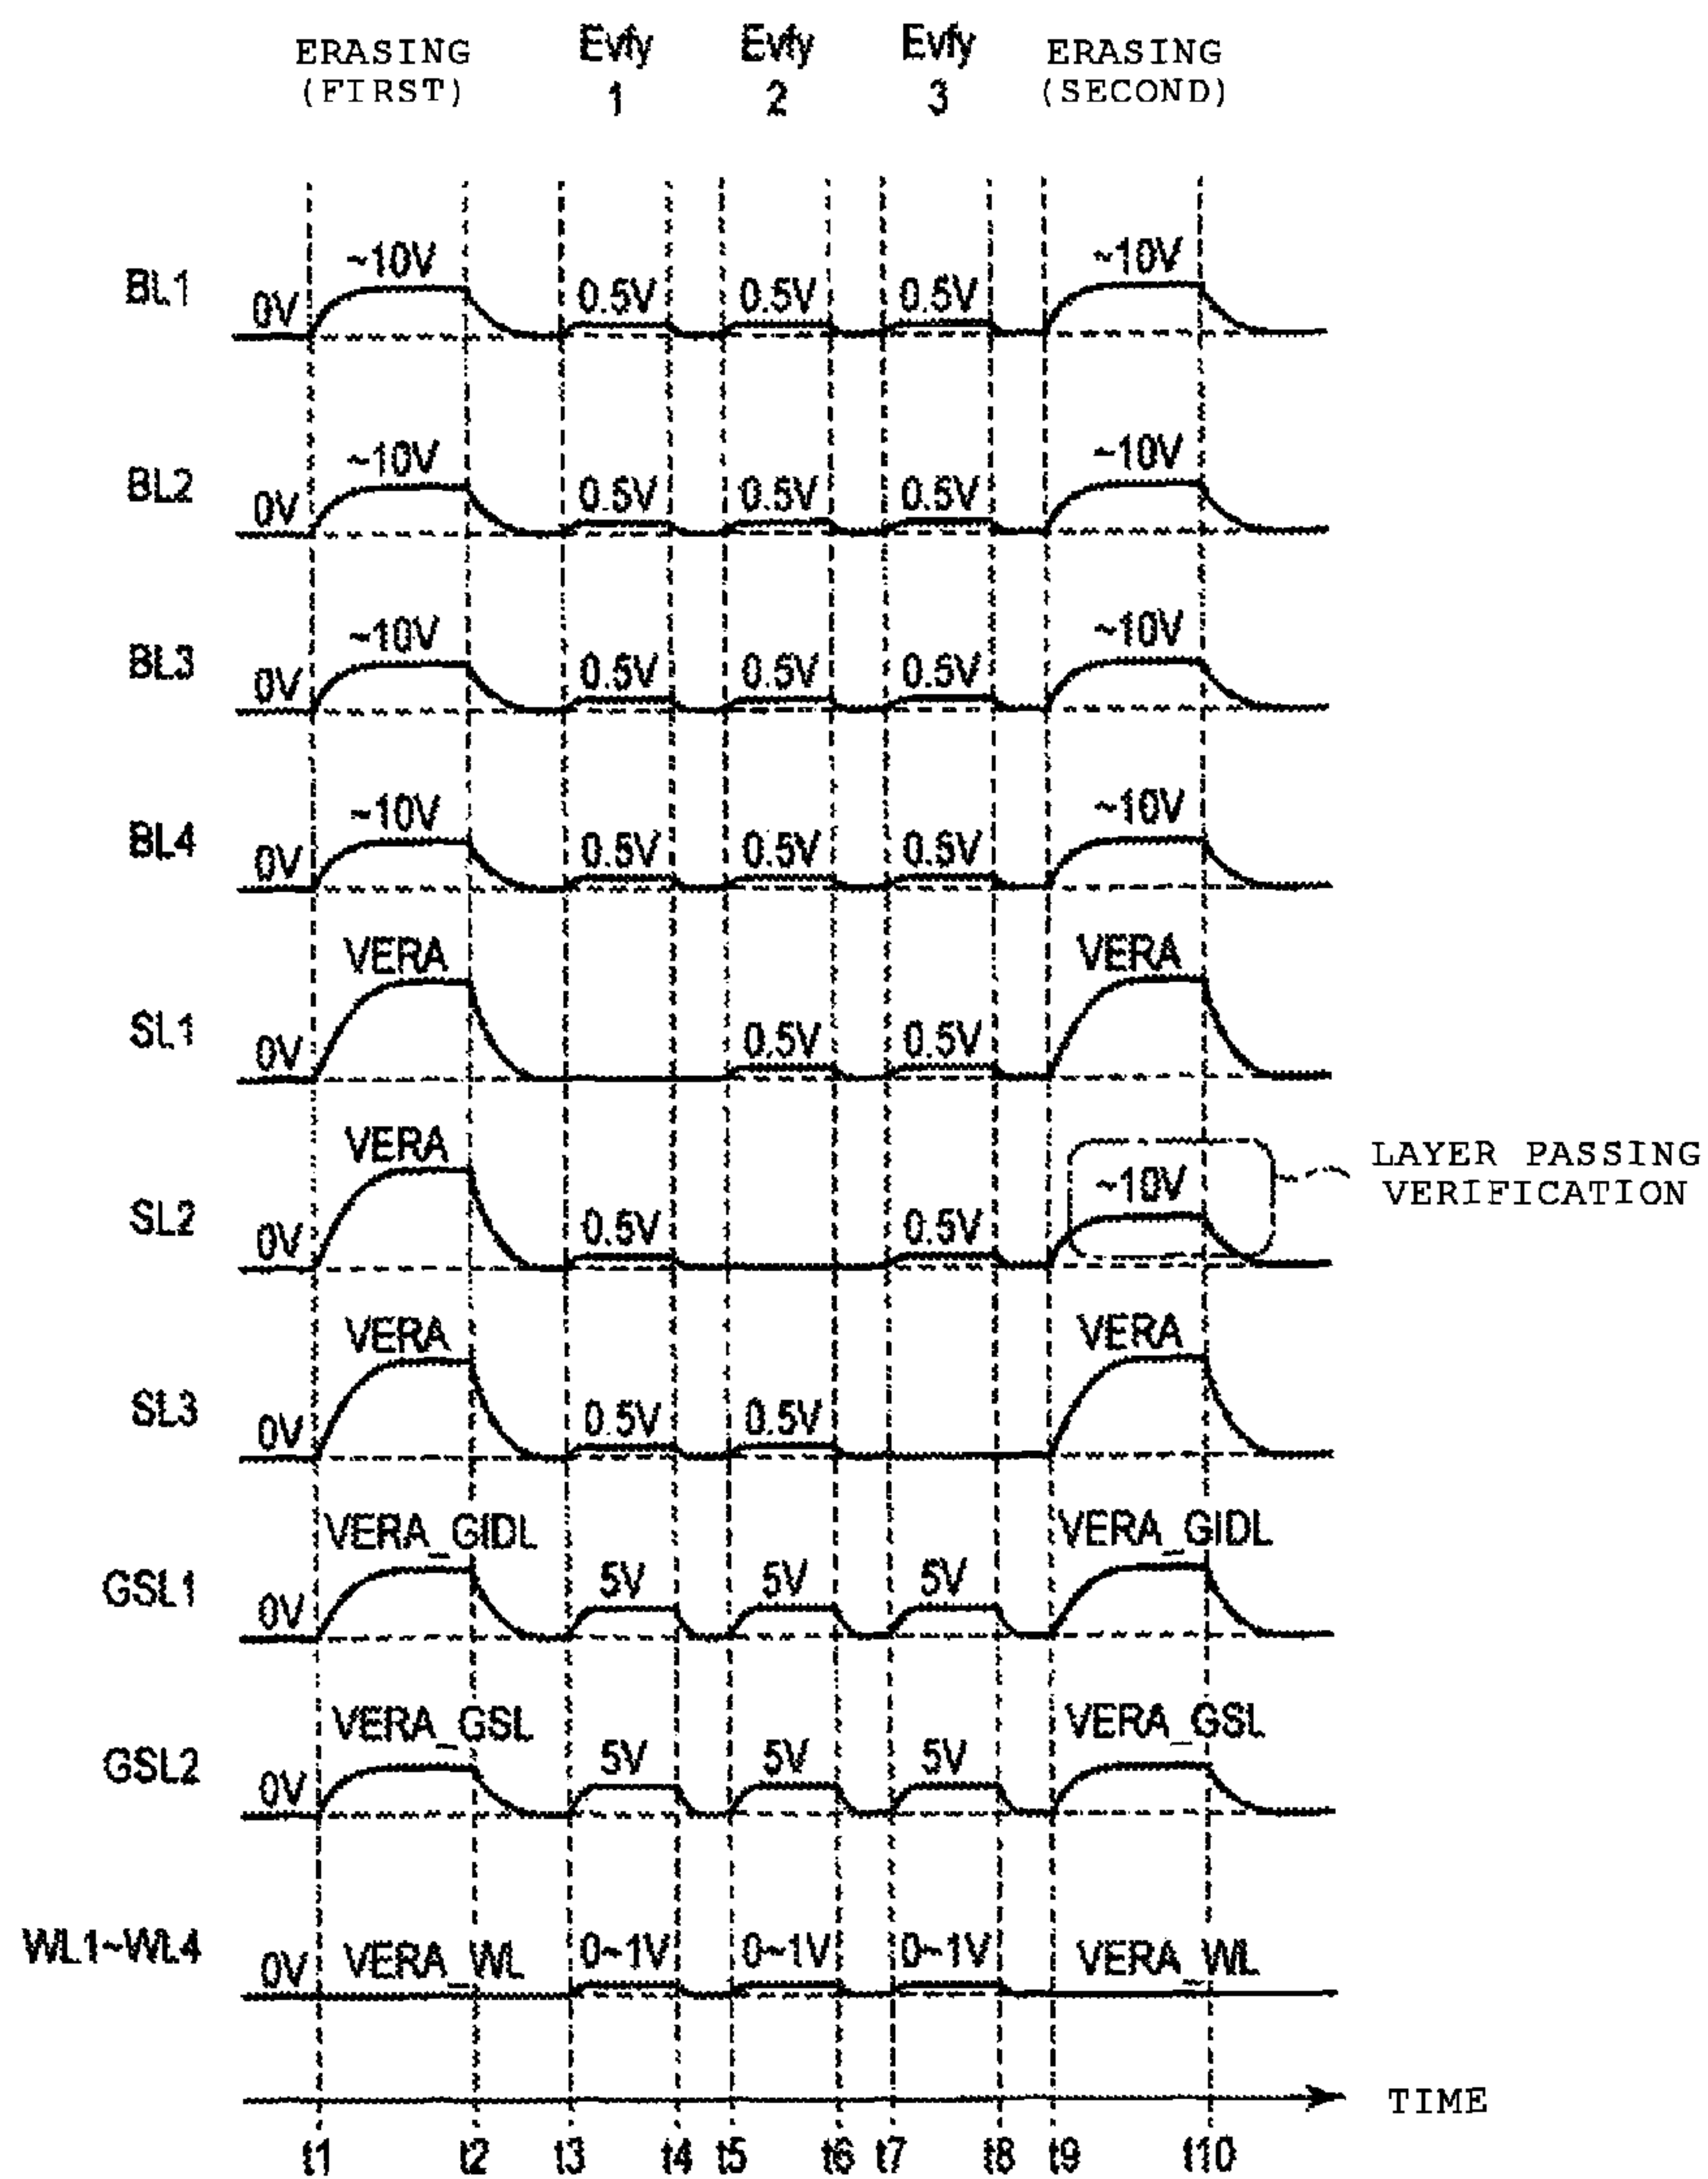 ERASING (FIRST) Evfy 1 Evfy 2 Evfy 3 ERASING (SECOND)
BL1 0V ~10V 0.5V 0.5V 0.5V ~10V
BL2 0V ~10V 0.5V 0.5V 0.5V ~10V
BL3 0V ~10V 0.5V 0.5V 0.5V ~10V
BL4 0V ~10V 0.5V 0.5V 0.5V ~10V
SL1 0V VERA 0.5V 0.5V VERA
SL2 0V VERA 0.5V 0.5V ~10V
LAYER PASSING
VERIFICATION
SL3 0V VERA 0.5V 0.5V VERA
GSL1 0V VERA_GIDL 5V 5V 5V VERA_GIDL
GSL2 0V VERA_GSL 5V 5V 5V VERA_GSL
WL1~WL4 0V VERA_WL 0~1V 0~1V 0~1V VERA_WL
TIME
t1 t2 t3 t4 t5 t6 t7 t8 t9 t10